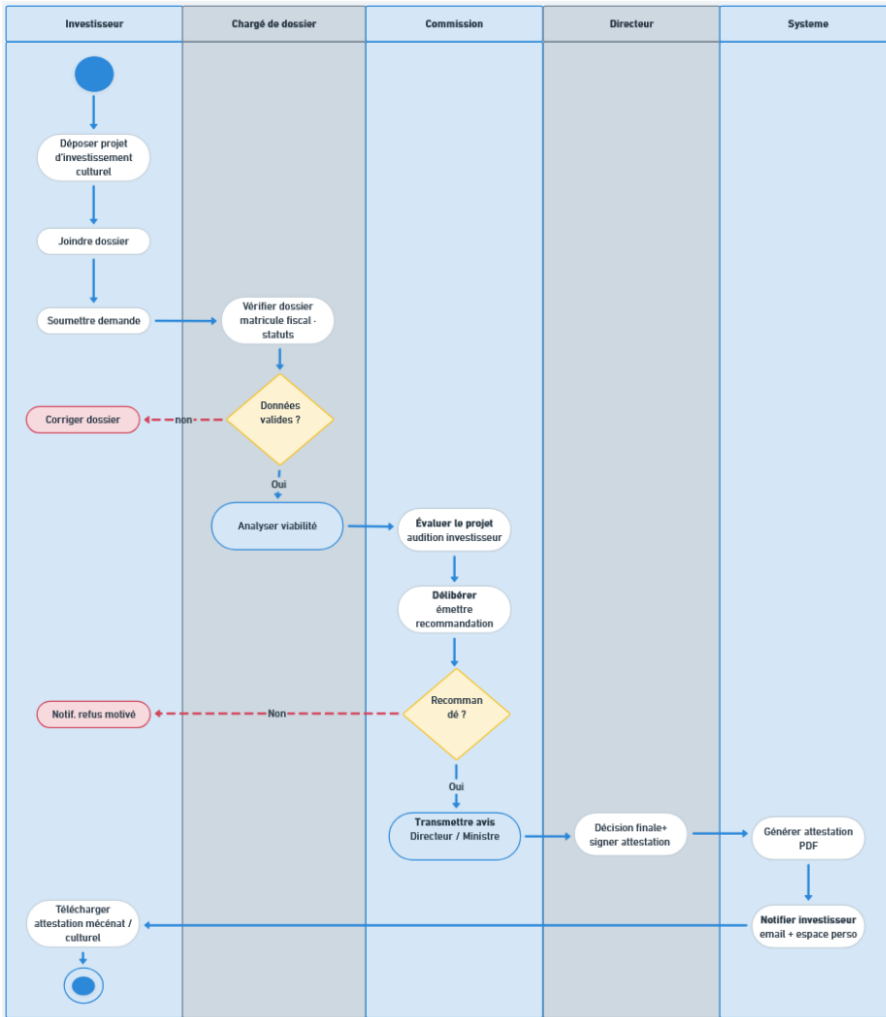 Investisseur
Chargé de dossier
Commission
Directeur
Systeme
Déposer projet
d'investissement
culturel
Joindre dossier
Soumettre demande
Vérifier dossier
matricule fiscal ·
statuts
Données
valides ?
non
Corriger dossier
Oui
Analyser viabilité
Évaluer le projet
audition investisseur
Délibérer
émettre
recommandation
Recomman
dé ?
Non
Notif. refus motivé
Oui
Transmettre avis
Directeur / Ministre
Décision finale+
signer attestation
Générer attestation
PDF
Notifier investisseur
email + espace perso
Télécharger
attestation mécénat /
culturel